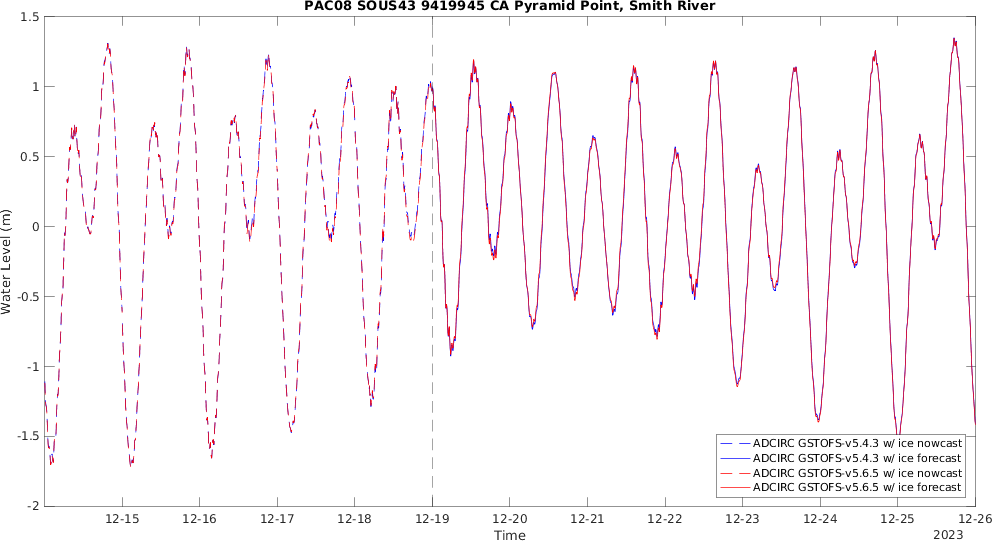 PAC08 SOUS43 9419945 CA Pyramid Point, Smith River
1.5
1
0.5
0
-0.5
-1
-1.5
-2
Water Level (m)
ADCIRC GSTOFS-v5.4.3 w/ ice nowcast
ADCIRC GSTOFS-v5.4.3 w/ ice forecast
ADCIRC GSTOFS-v5.6.5 w/ ice nowcast
ADCIRC GSTOFS-v5.6.5 w/ ice forecast
12-15 12-16 12-17 12-18 12-19 12-20 12-21 12-22 12-23 12-24 12-25 12-26
Time
2023